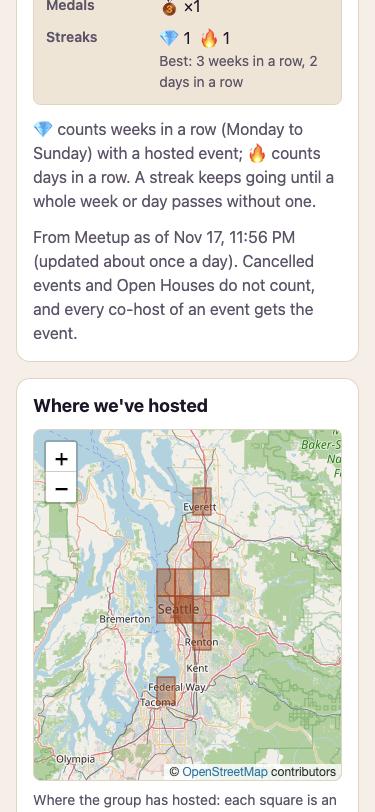 Medals 🥉 ×1
Streaks 💎 1 🔥 1
Best: 3 weeks in a row, 2
days in a row
💎 counts weeks in a row (Monday to
Sunday) with a hosted event; 🔥 counts
days in a row. A streak keeps going until a
whole week or day passes without one.
From Meetup as of Nov 17, 11:56 PM
(updated about once a day). Cancelled
events and Open Houses do not count,
and every co-host of an event gets the
event.
Where we've hosted
+
−
Baker-S
Everett
Seattle
Bremerton
Renton
Kent
Federal Way
Tacoma
Olympia
© OpenStreetMap contributors
Where the group has hosted: each square is an